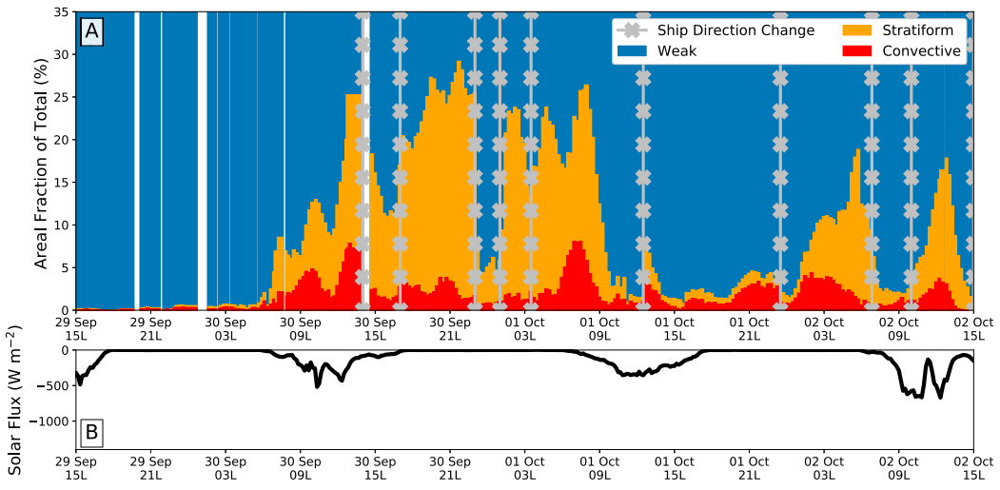 A
Ship Direction Change
Weak
Stratiform
Convective
Areal Fraction of Total (%)
35
30
25
20
15
10
5
0
29 Sep 29 Sep 30 Sep 30 Sep 30 Sep 30 Sep 01 Oct 01 Oct 01 Oct 01 Oct 02 Oct 02 Oct 02 Oct
15L 21L 03L 09L 15L 21L 03L 09L 15L 21L 03L 09L 15L
Solar Flux (W m−2)
0
−500
−1000
B
29 Sep 29 Sep 30 Sep 30 Sep 30 Sep 30 Sep 01 Oct 01 Oct 01 Oct 01 Oct 02 Oct 02 Oct 02 Oct
15L 21L 03L 09L 15L 21L 03L 09L 15L 21L 03L 09L 15L